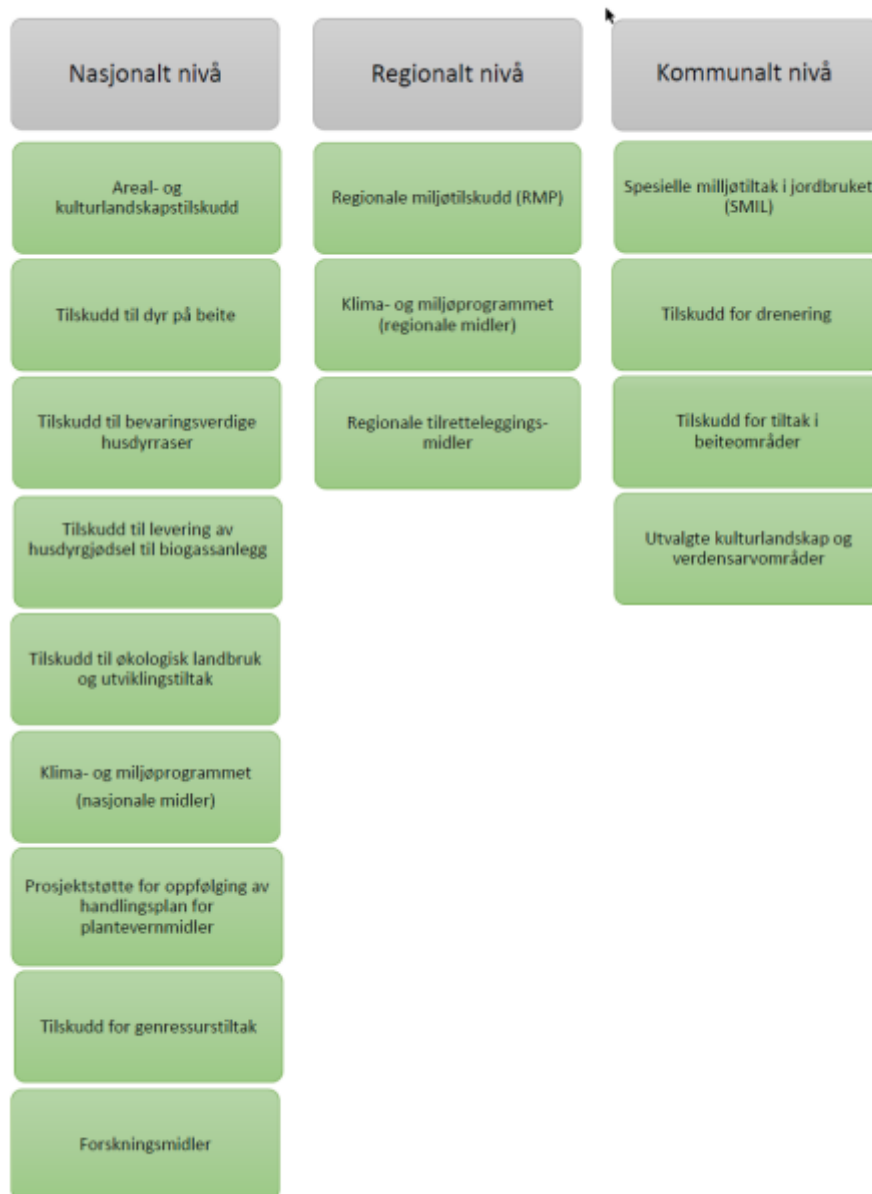 Nasjonalt nivå
Areal- og
kulturlandskapstilskudd
Tilskudd til dyr på beite
Tilskudd til bevaringsverdige
husdyrraser
Tilskudd til levering av
husdyrgjødsel til biogassanlegg
Tilskudd til økologisk landbruk
og utviklingstiltak
Klima- og miljøprogrammet
(nasjonale midler)
Prosjektstøtte for oppfølging av
handlingsplan for
plantevernmidler
Tilskudd for genressurstiltak
Forskningsmidler
Regionalt nivå
Regionale miljøtilskudd (RMP)
Klima- og miljøprogrammet
(regionale midler)
Regionale tilretteleggings-
midler
Kommunalt nivå
Spesielle milljøtiltak i jordbruket
(SMIL)
Tilskudd for drenering
Tilskudd for tiltak i
beiteområder
Utvalgte kulturlandskap og
verdensarvområder